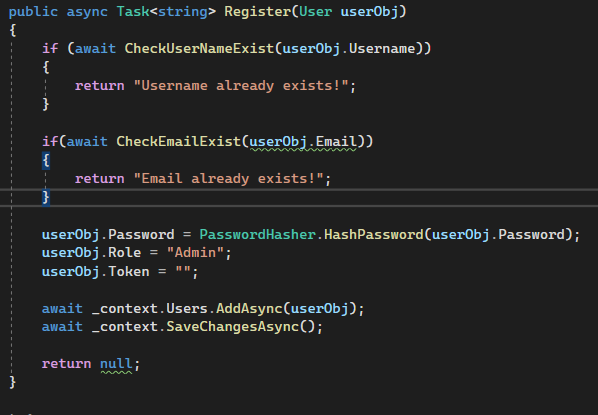 public async Task<string> Register(User userObj)
{
    if (await CheckUserNameExist(userObj.Username))
    {
        return "Username already exists!";
    }

    if(await CheckEmailExist(userObj.Email))
    {
        return "Email already exists!";
    }

    userObj.Password = PasswordHasher.HashPassword(userObj.Password);
    userObj.Role = "Admin";
    userObj.Token = "";

    await _context.Users.AddAsync(userObj);
    await _context.SaveChangesAsync();

    return null;
}